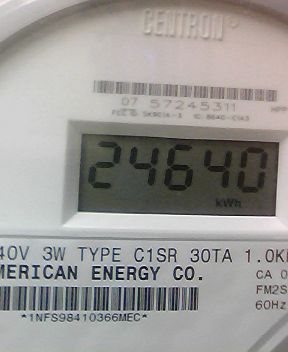 CENTRON
07 57245311
24640
kWh
40V 3W TYPE C1SR 30TA 1.0K
MERICAN ENERGY CO.
CA 0
FM2S
60Hz
*1NFS98410366MEC*